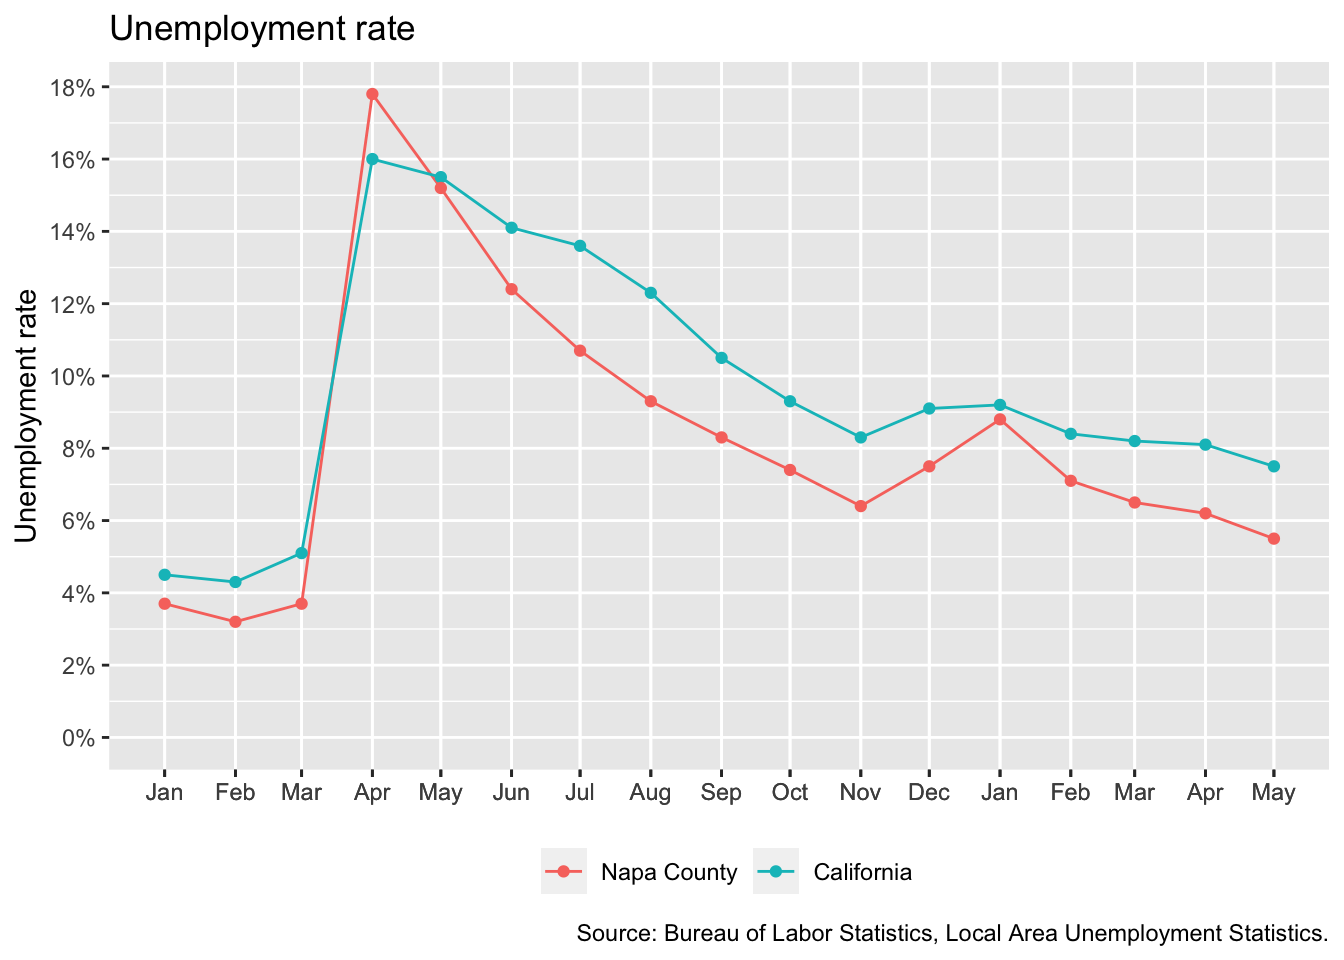 Unemployment rate
Unemployment rate
18%
16%
14%
12%
10%
8%
6%
4%
2%
0%
Jan Feb Mar Apr May Jun Jul Aug Sep Oct Nov Dec Jan Feb Mar Apr May
Napa County California
Source: Bureau of Labor Statistics, Local Area Unemployment Statistics.